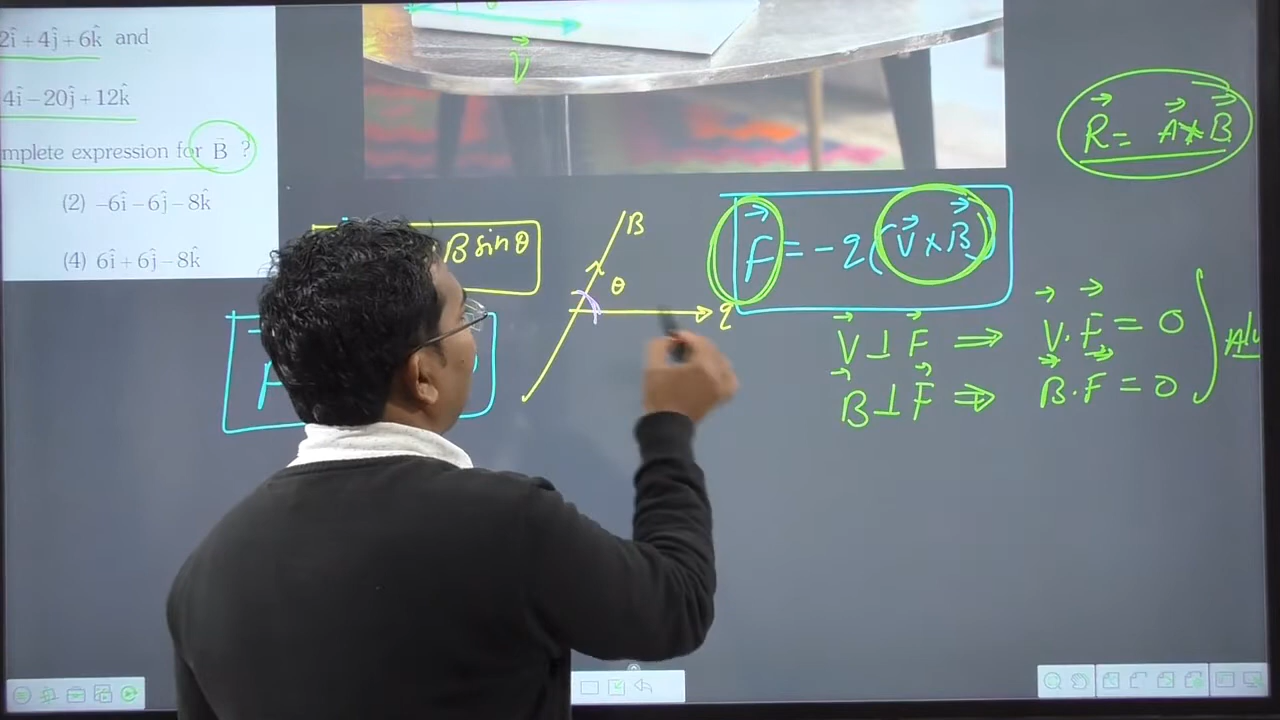 2î + 4ĵ + 6k̂ and
4î − 20ĵ + 12k̂
mplete expression for B⃗ ?
(2) −6î − 6ĵ − 8k̂
(4) 6î + 6ĵ − 8k̂
V⃗
R⃗ = A⃗ × B⃗
B sin θ
B
θ
q
F⃗ = −q(V⃗ × B⃗)
V⃗ ⊥ F⃗ ⇒ V⃗ · F⃗ = 0
B⃗ ⊥ F⃗ ⇒ B⃗ · F⃗ = 0
F